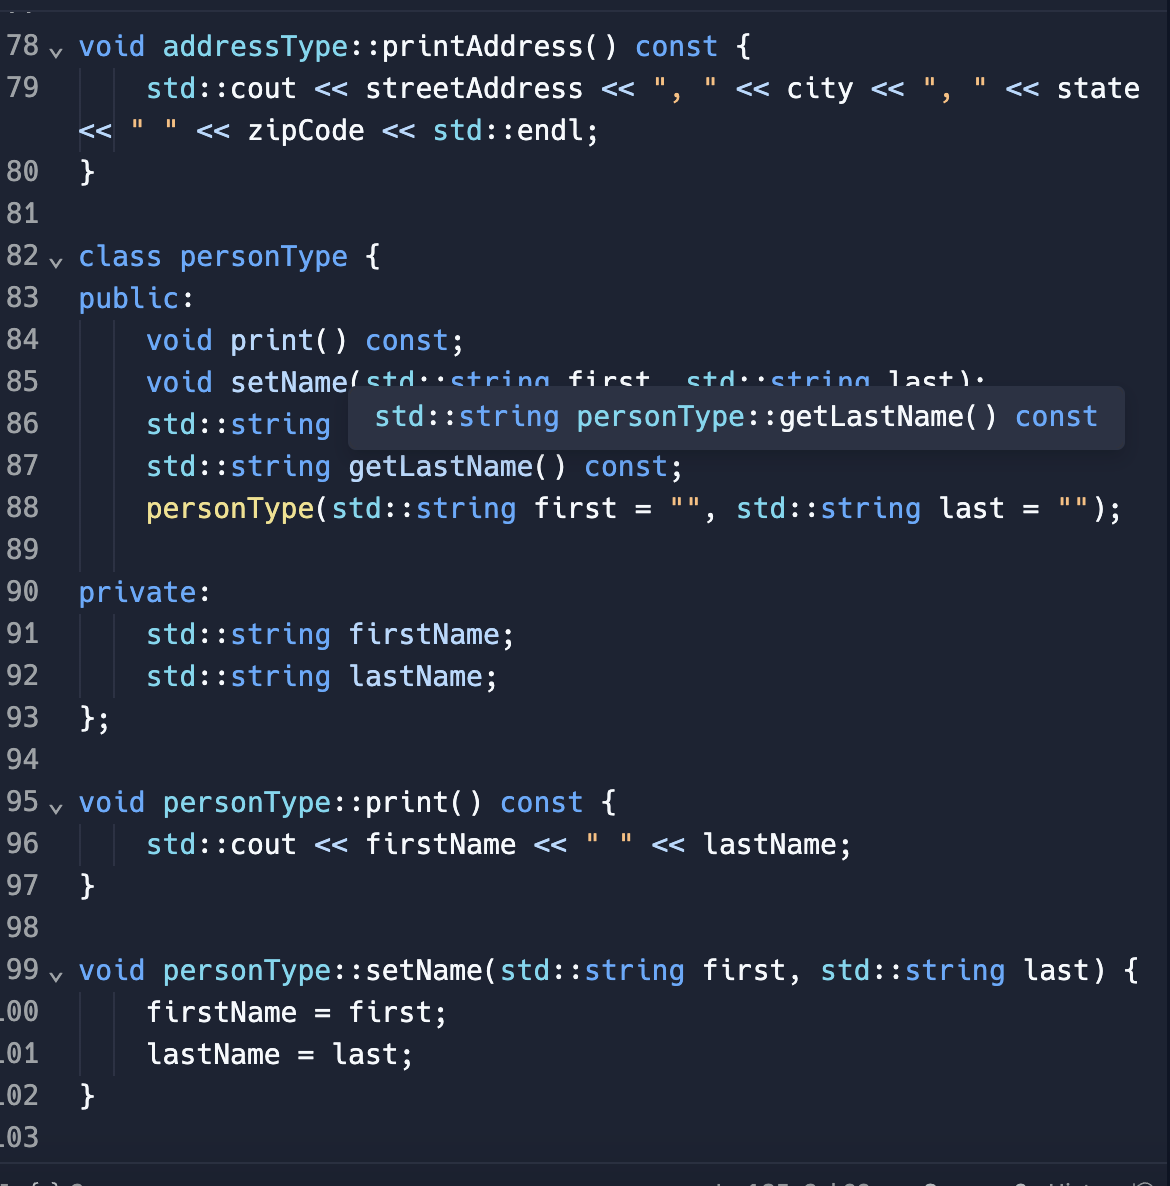 78 void addressType::printAddress() const {
79 std::cout << streetAddress << ", " << city << ", " << state
<< " " << zipCode << std::endl;
80 }
81
82 class personType {
83 public:
84 void print() const;
85 void setName(std::string first, std::string last);
std::string personType::getLastName() const
86 std::string
87 std::string getLastName() const;
88 personType(std::string first = "", std::string last = "");
89
90 private:
91 std::string firstName;
92 std::string lastName;
93 };
94
95 void personType::print() const {
96 std::cout << firstName << " " << lastName;
97 }
98
99 void personType::setName(std::string first, std::string last) {
100 firstName = first;
101 lastName = last;
102 }
103